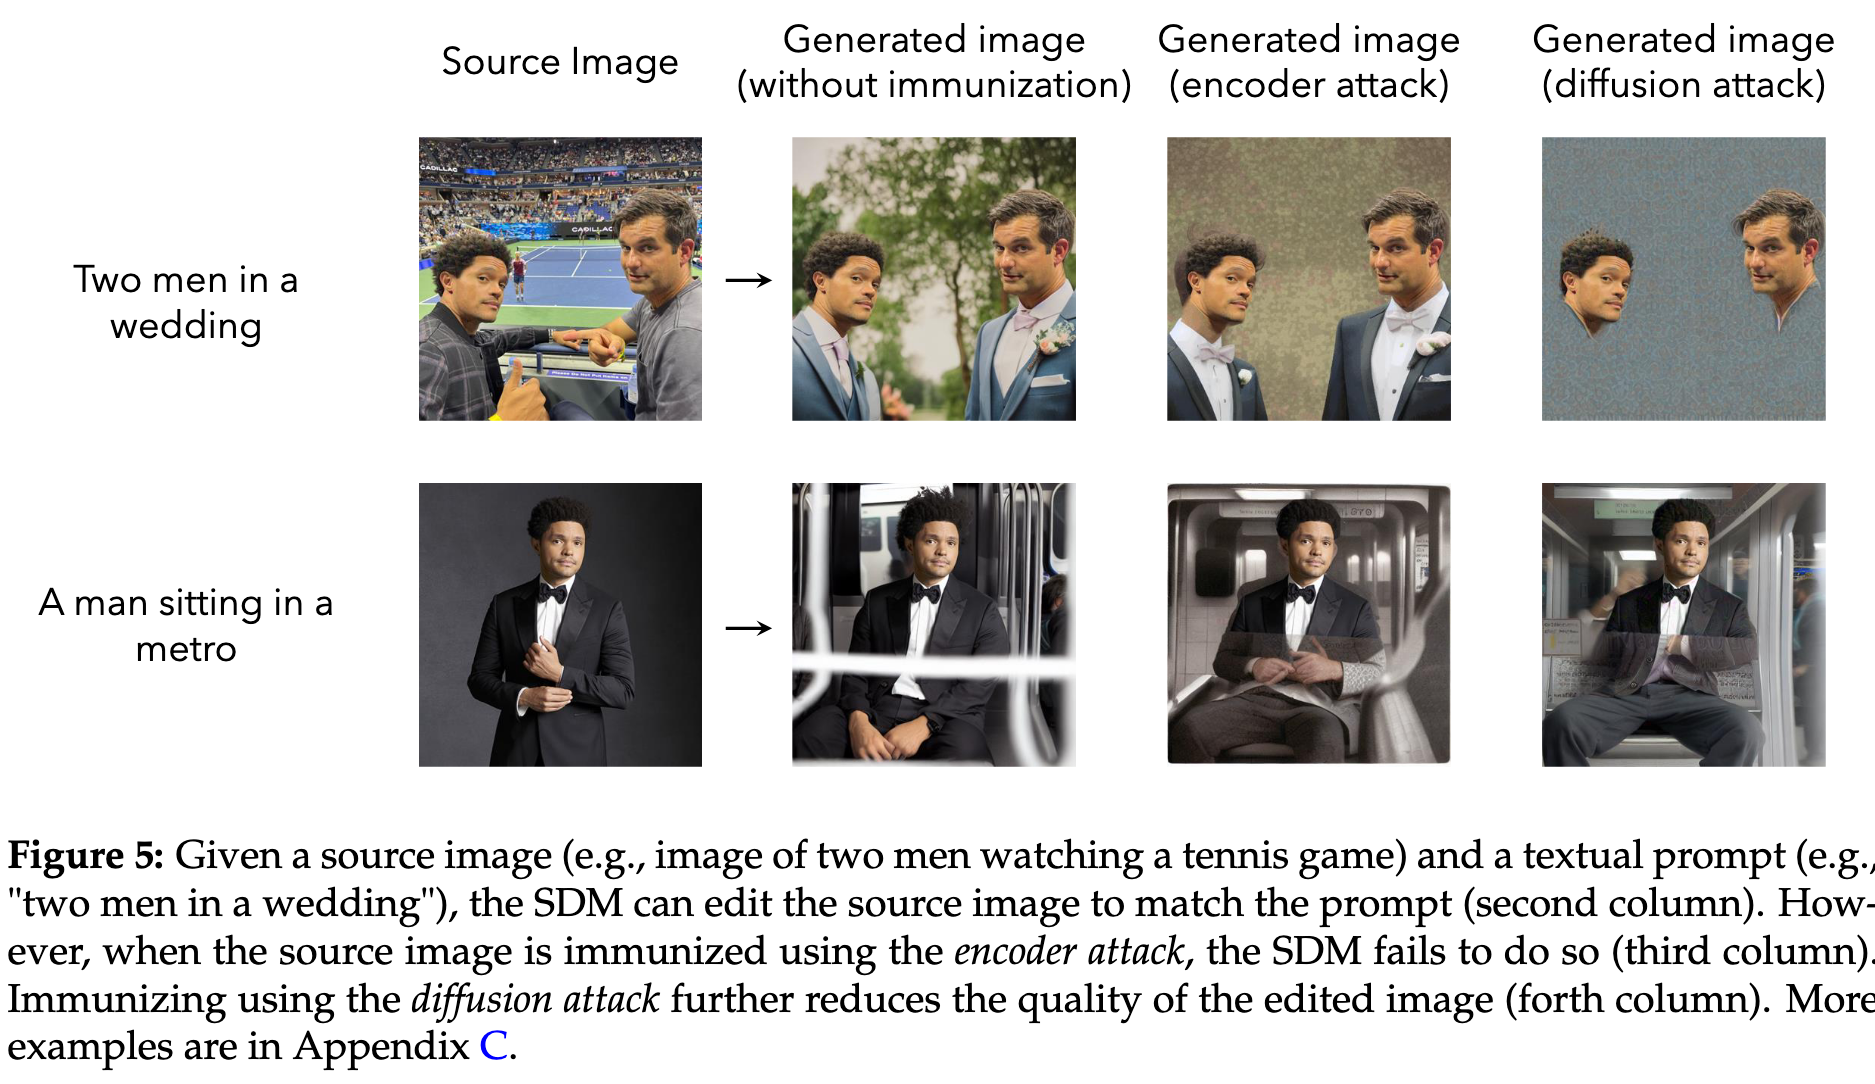 Source Image
Generated image
(without immunization)
Generated image
(encoder attack)
Generated image
(diffusion attack)
CADILLAC
CADILLAC
Two men in a
wedding
A man sitting in a
metro
Figure 5: Given a source image (e.g., image of two men watching a tennis game) and a textual prompt (e.g.,
"two men in a wedding"), the SDM can edit the source image to match the prompt (second column). How-
ever, when the source image is immunized using the encoder attack, the SDM fails to do so (third column).
Immunizing using the diffusion attack further reduces the quality of the edited image (forth column). More
examples are in Appendix C.